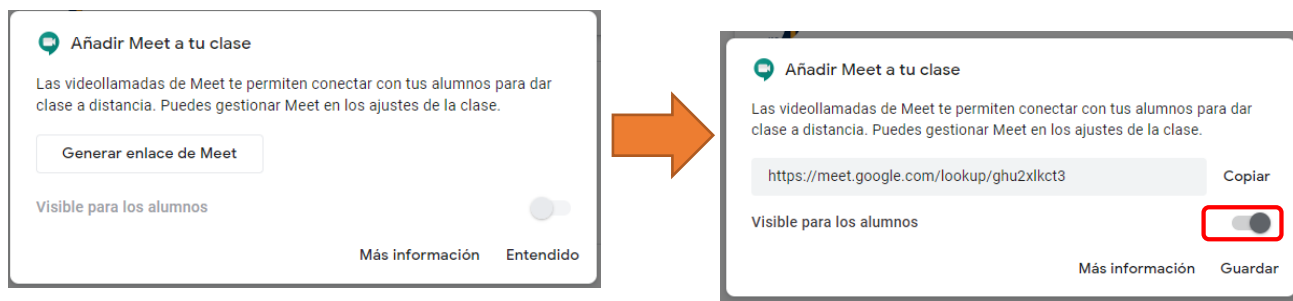 Añadir Meet a tu clase
Las videollamadas de Meet te permiten conectar con tus alumnos para dar
clase a distancia. Puedes gestionar Meet en los ajustes de la clase.
Generar enlace de Meet
Visible para los alumnos
Más información Entendido
Añadir Meet a tu clase
Las videollamadas de Meet te permiten conectar con tus alumnos para dar
clase a distancia. Puedes gestionar Meet en los ajustes de la clase.
https://meet.google.com/lookup/ghu2xlkct3 Copiar
Visible para los alumnos
Más información Guardar